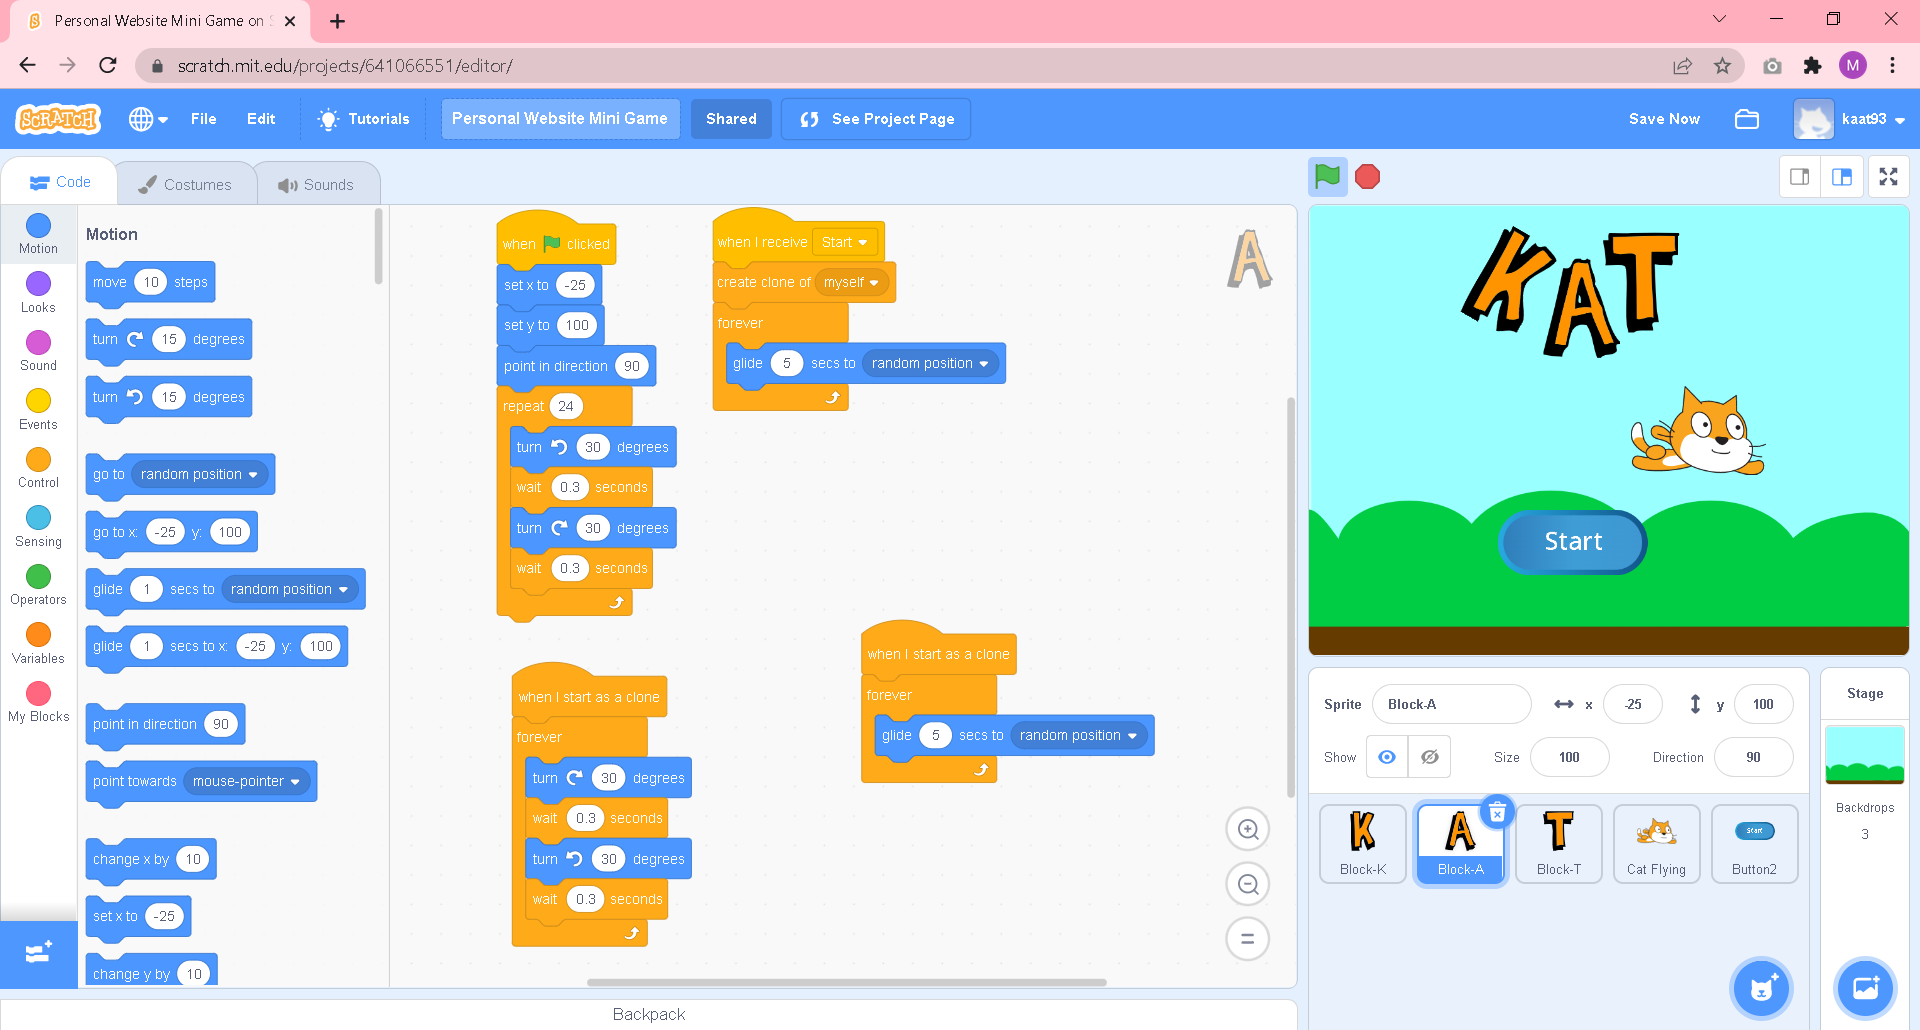 Personal Website Mini Game on S
scratch.mit.edu/projects/641066551/editor/
M
SCRATCH
File
Edit
Tutorials
Personal Website Mini Game
Shared
See Project Page
Save Now
kaat93
Code
Costumes
Sounds
Motion
Looks
Sound
Events
Control
Sensing
Operators
Variables
My Blocks
Motion
move 10 steps
turn 15 degrees
turn 15 degrees
go to random position
go to x: -25 y: 100
glide 1 secs to random position
glide 1 secs to x: -25 y: 100
point in direction 90
point towards mouse-pointer
change x by 10
set x to -25
change y by 10
when clicked
set x to -25
set y to 100
point in direction 90
repeat 24
turn 30 degrees
wait 0.3 seconds
turn 30 degrees
wait 0.3 seconds
when I receive Start
create clone of myself
forever
glide 5 secs to random position
when I start as a clone
forever
turn 30 degrees
wait 0.3 seconds
turn 30 degrees
wait 0.3 seconds
when I start as a clone
forever
glide 5 secs to random position
A
Backpack
KAT
Start
Sprite Block-A x -25 y 100
Show Size 100 Direction 90
K
Block-K
A
Block-A
T
Block-T
Cat Flying
Start
Button2
Stage
Backdrops
3